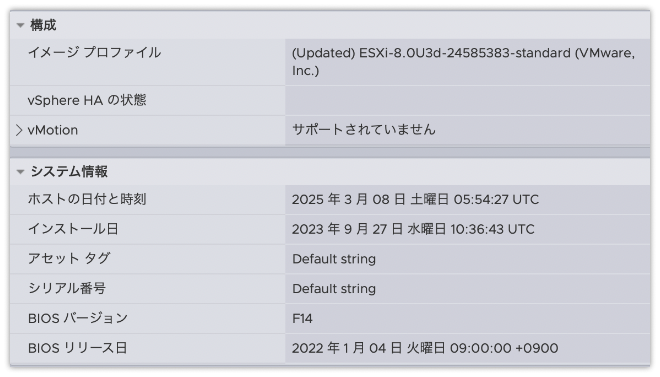 構成
イメージ プロファイル
(Updated) ESXi-8.0U3d-24585383-standard (VMware,
Inc.)
vSphere HA の状態
vMotion
サポートされていません
システム情報
ホストの日付と時刻
2025 年 3 月 08 日 土曜日 05:54:27 UTC
インストール日
2023 年 9 月 27 日 水曜日 10:36:43 UTC
アセット タグ
Default string
シリアル番号
Default string
BIOS バージョン
F14
BIOS リリース日
2022 年 1 月 04 日 火曜日 09:00:00 +0900